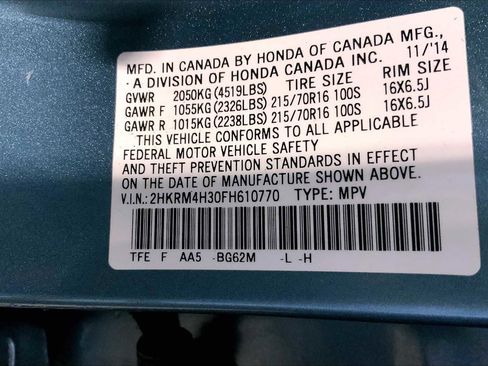 MFD. IN CANADA BY HONDA OF CANADA MFG.,
A DIVISION OF HONDA CANADA INC. 11/'14
GVWR 2050KG (4519LBS) TIRE SIZE RIM SIZE
GAWR F 1055KG (2326LBS) 215/70R16 100S 16X6.5J
GAWR R 1015KG (2238LBS) 215/70R16 100S 16X6.5J
THIS VEHICLE CONFORMS TO ALL APPLICABLE
FEDERAL MOTOR VEHICLE SAFETY
AND THEFT PREVENTION STANDARDS IN EFFECT
ON THE DATE OF MANUFACTURE SHOWN ABOVE.
V.I.N.: 2HKRM4H30FH610770 TYPE: MPV
TFE F AA5 -BG62M -L -H